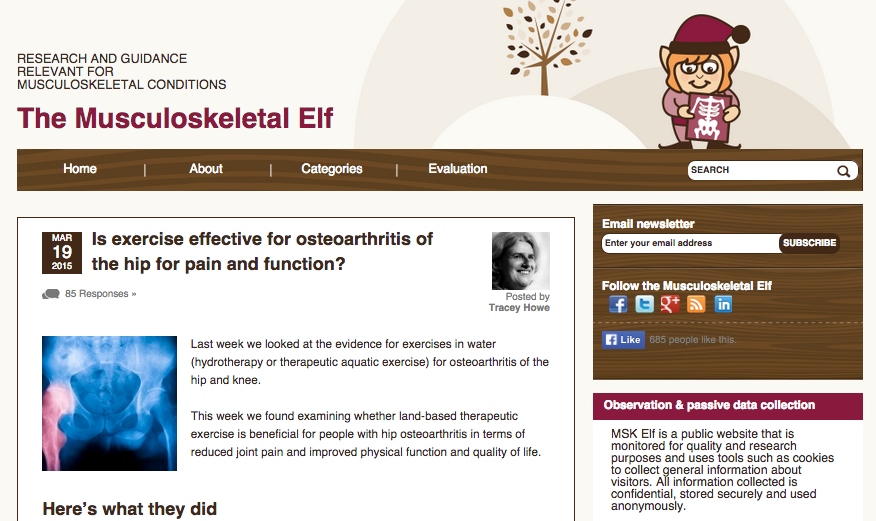 RESEARCH AND GUIDANCE
RELEVANT FOR
MUSCULOSKELETAL CONDITIONS
The Musculoskeletal Elf
Home | About | Categories | Evaluation
SEARCH
MAR
19
2015
Is exercise effective for osteoarthritis of
the hip for pain and function?
85 Responses »
Posted by
Tracey Howe
Last week we looked at the evidence for exercises in water
(hydrotherapy or therapeutic aquatic exercise) for osteoarthritis of the
hip and knee.
This week we found examining whether land-based therapeutic
exercise is beneficial for people with hip osteoarthritis in terms of
reduced joint pain and improved physical function and quality of life.
Here's what they did
Email newsletter
Enter your email address SUBSCRIBE
Follow the Musculoskeletal Elf
Like 685 people like this.
Observation & passive data collection
MSK Elf is a public website that is
monitored for quality and research
purposes and uses tools such as cookies
to collect general information about
visitors. All information collected is
confidential, stored securely and used
anonymously.